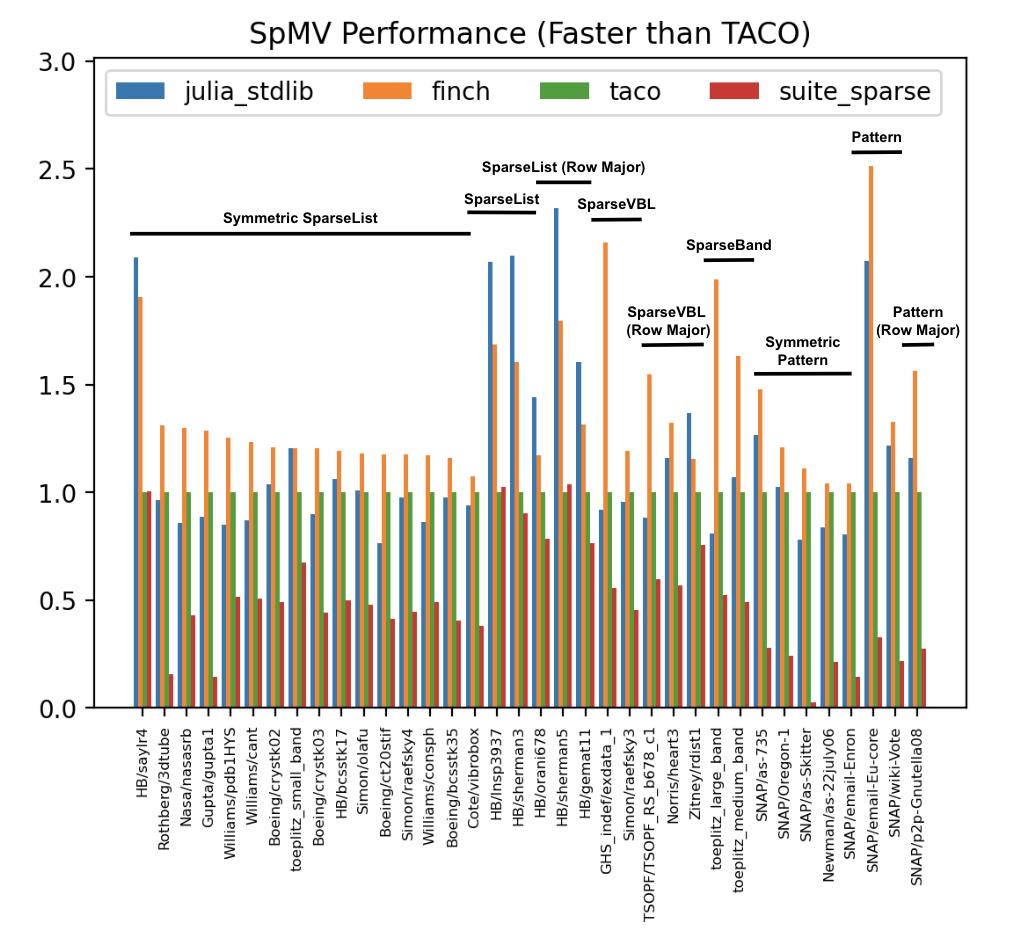 SpMV Performance (Faster than TACO)
julia_stdlib finch taco suite_sparse
3.0
2.5
2.0
1.5
1.0
0.5
0.0
Symmetric SparseList
SparseList
SparseList (Row Major)
SparseVBL
SparseVBL
(Row Major)
SparseBand
Symmetric
Pattern
Pattern
Pattern
(Row Major)
HB/saylr4
Rothberg/3dtube
Nasa/nasasrb
Gupta/gupta1
Williams/pdb1HYS
Williams/cant
Boeing/crystk02
toeplitz_small_band
Boeing/crystk03
HB/bcsstk17
Simon/olafu
Boeing/ct20stif
Simon/raefsky4
Williams/consph
Boeing/bcsstk35
Cote/vibrobox
HB/lnsp3937
HB/sherman3
HB/orani678
HB/sherman5
HB/gemat11
GHS_indef/exdata_1
Simon/raefsky3
TSOPF/TSOPF_RS_b678_c1
Norris/heart3
Zitney/rdist1
toeplitz_large_band
toeplitz_medium_band
SNAP/as-735
SNAP/Oregon-1
SNAP/as-Skitter
Newman/as-22july06
SNAP/email-Enron
SNAP/email-Eu-core
SNAP/wiki-Vote
SNAP/p2p-Gnutella08